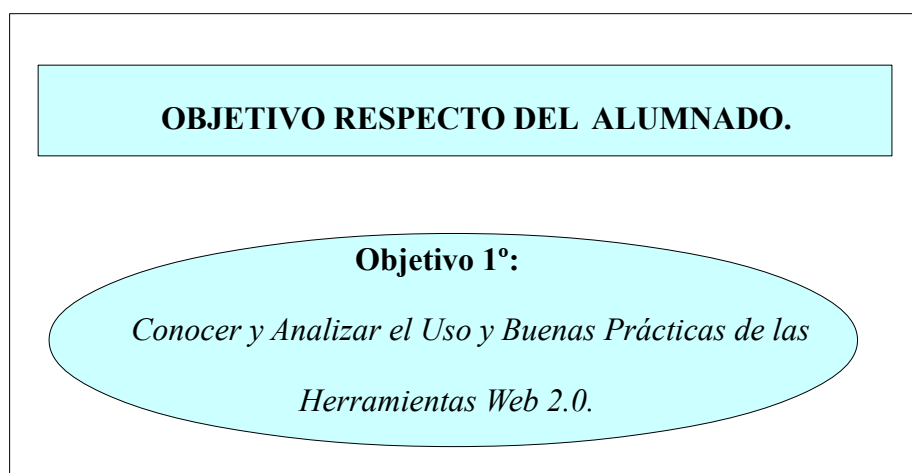 OBJETIVO RESPECTO DEL ALUMNADO.
Objetivo 1º:
Conocer y Analizar el Uso y Buenas Prácticas de las
Herramientas Web 2.0.